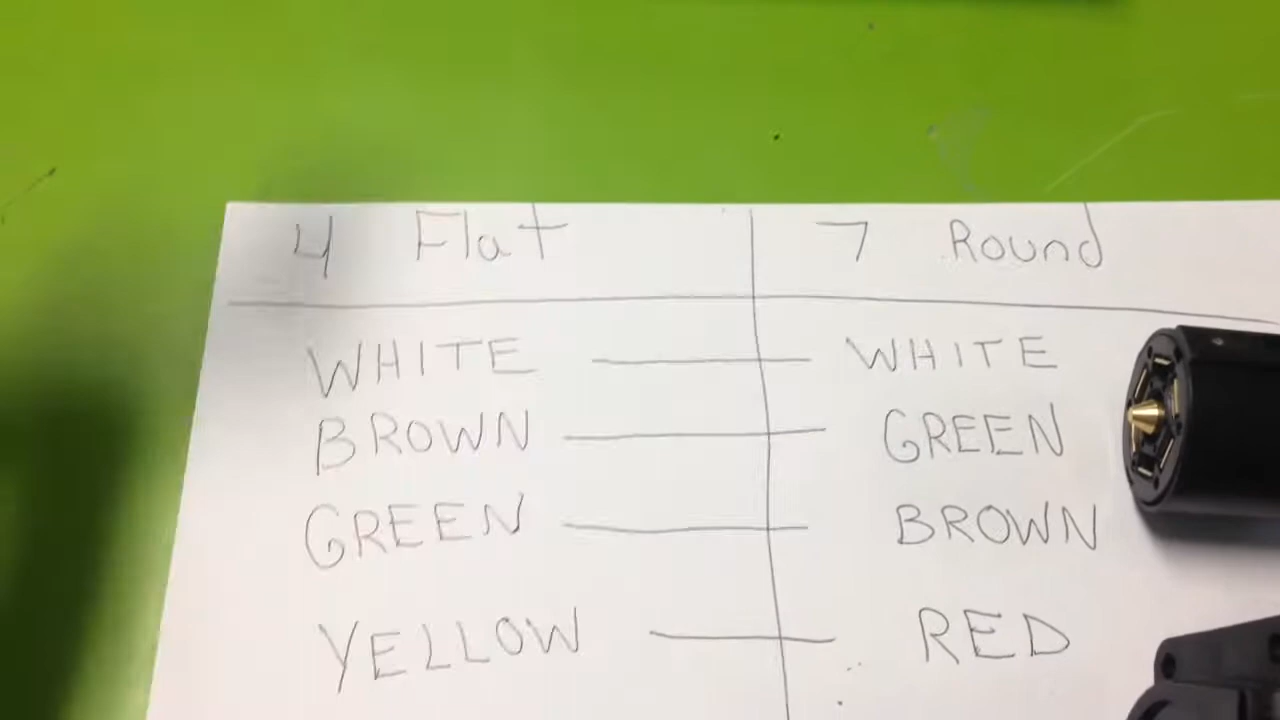 4 Flat 7 Round
WHITE WHITE
BROWN GREEN
GREEN BROWN
YELLOW RED